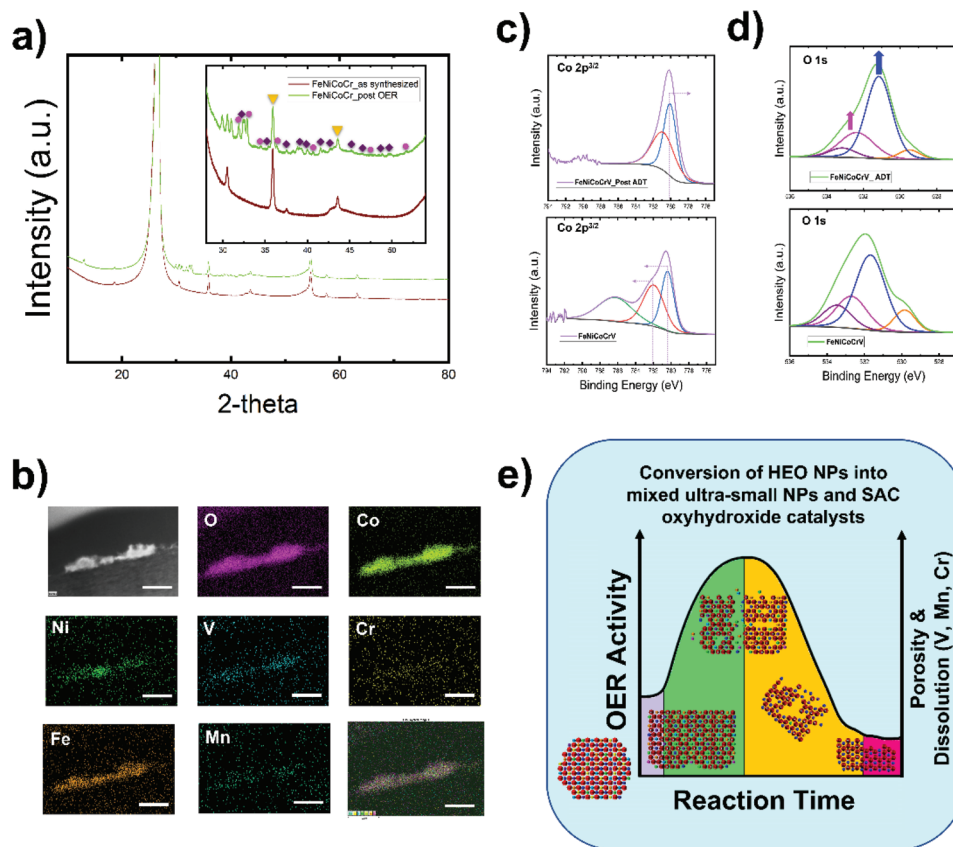 a)
Intensity (a.u.)
FeNiCoCr_as synthesized
FeNiCoCr_post OER
30 35 40 45 50
20 40 60 80
2-theta
c)
Co 2p3/2
Intensity (a.u.)
FeNiCoCrV_Post ADT
Co 2p3/2
Intensity (a.u.)
FeNiCoCrV
Binding Energy (eV)
d)
O 1s
Intensity (a.u.)
FeNiCoCrV_ ADT
O 1s
Intensity (a.u.)
FeNiCoCrV
Binding Energy (eV)
b)
O
Co
Ni
V
Cr
Fe
Mn
e)
Conversion of HEO NPs into
mixed ultra-small NPs and SAC
oxyhydroxide catalysts
OER Activity
Porosity &
Dissolution (V, Mn, Cr)
Reaction Time